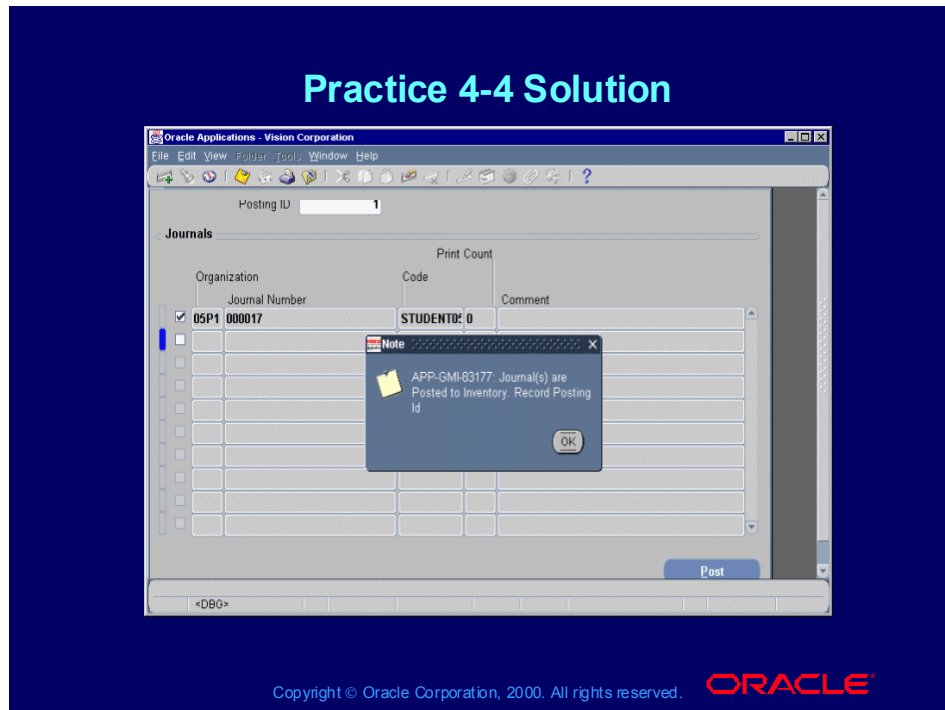 Practice 4-4 Solution
Oracle Applications - Vision Corporation
File Edit View Folder Tools Window Help
Posting ID 1
Journals
Print Count
Organization Code
Journal Number Comment
05P1 000017 STUDENT05 0
Note
APP-GMI-83177: Journal(s) are
Posted to Inventory. Record Posting
Id
OK
Post
<DBG>
Copyright © Oracle Corporation, 2000. All rights reserved.
ORACLE